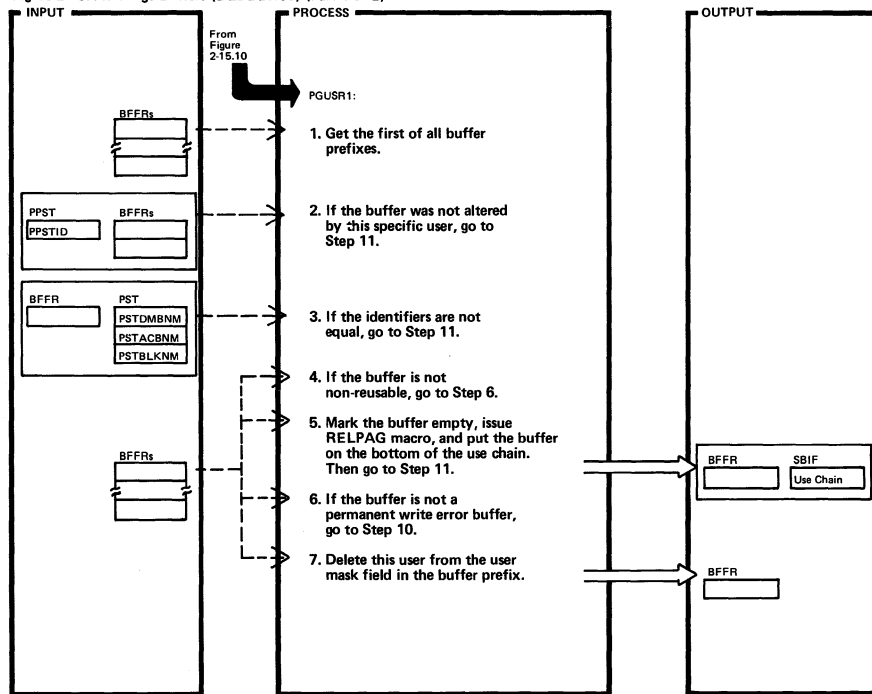 INPUT
PROCESS
OUTPUT
From
Figure
2-15.10
PGUSR1:
BFFRs
1. Get the first of all buffer
prefixes.
PPST
BFFRs
PPSTID
2. If the buffer was not altered
by this specific user, go to
Step 11.
BFFR
PST
PSTDMBNM
PSTACBNM
PSTBLKNM
3. If the identifiers are not
equal, go to Step 11.
4. If the buffer is not
non-reusable, go to Step 6.
5. Mark the buffer empty, issue
RELPAG macro, and put the buffer
on the bottom of the use chain.
Then go to Step 11.
BFFRs
BFFR
SBIF
Use Chain
6. If the buffer is not a
permanent write error buffer,
go to Step 10.
7. Delete this user from the user
mask field in the buffer prefix.
BFFR